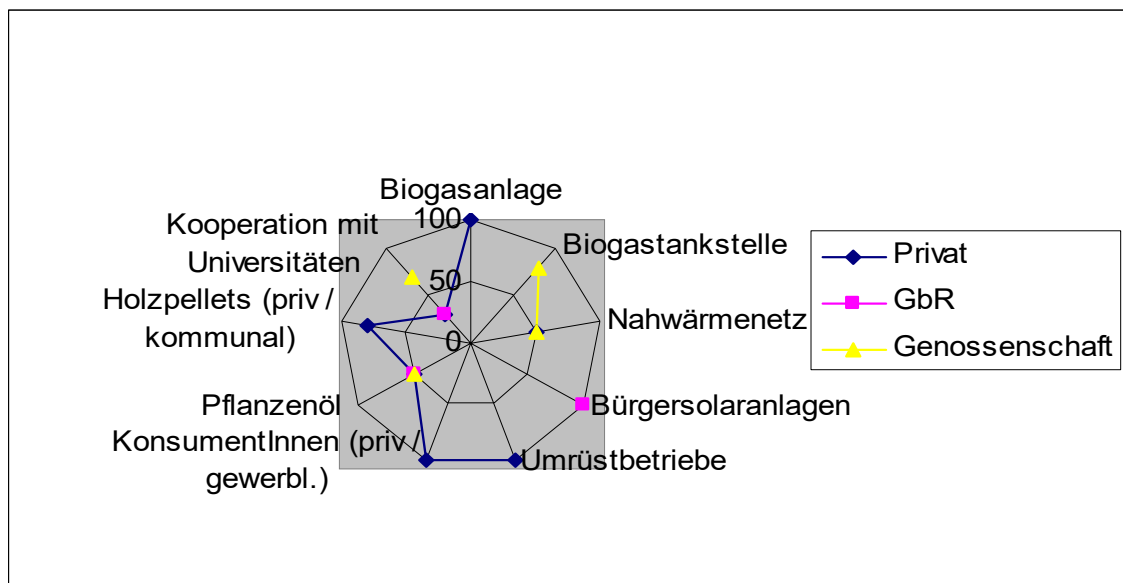 Biogasanlage
100
50
0
Biogastankstelle
Nahwärmenetz
Bürgersolaranlagen
Umrüstbetriebe
KonsumentInnen (priv /
gewerbl.)
Pflanzenöl
Holzpellets (priv /
kommunal)
Kooperation mit
Universitäten
Privat
GbR
Genossenschaft